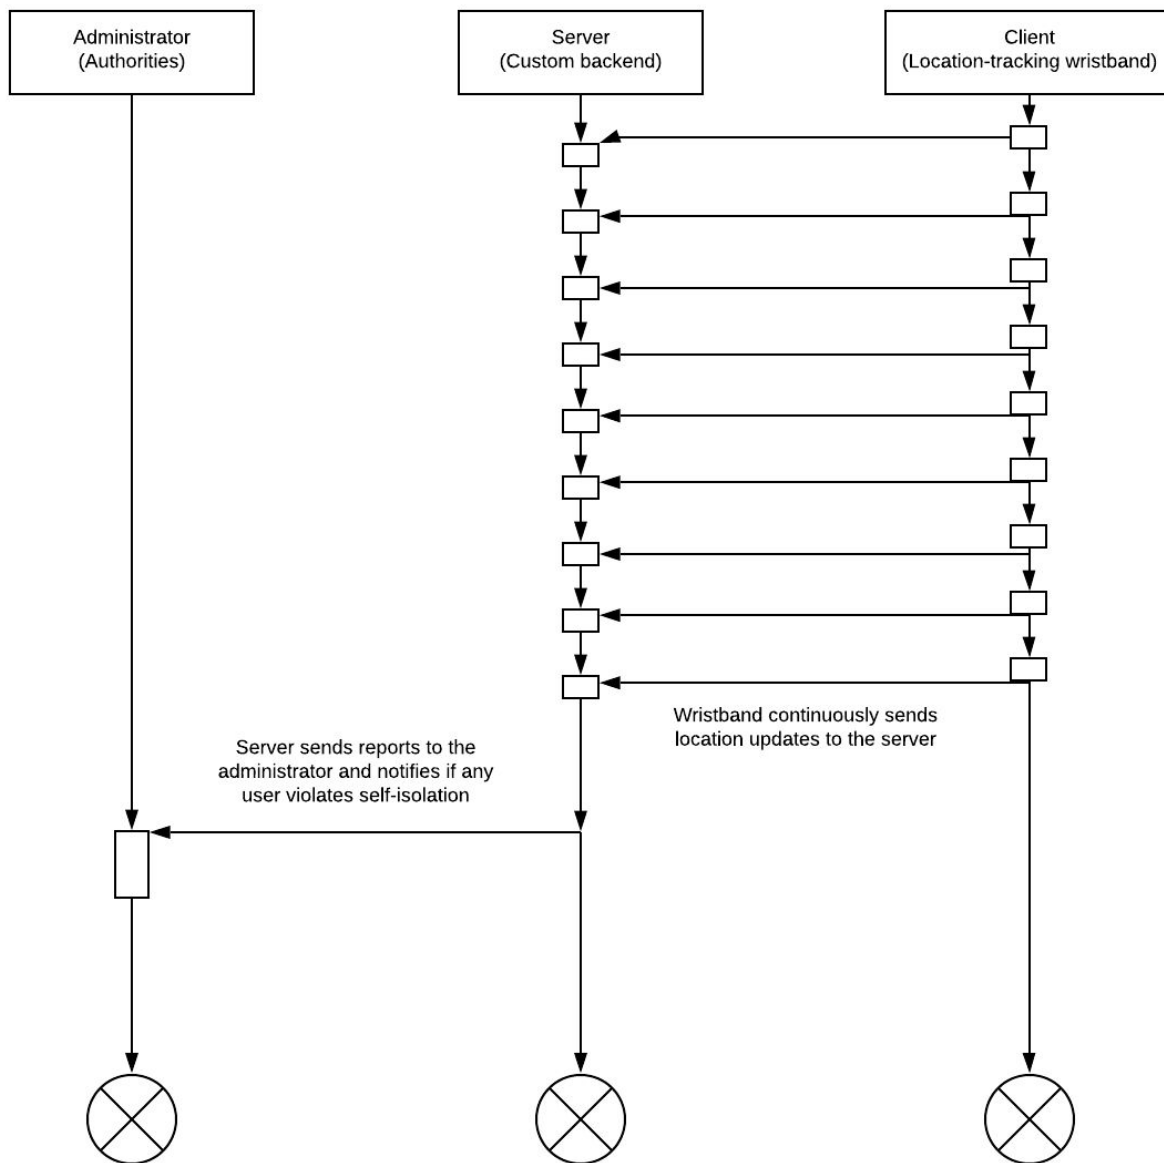 Administrator
(Authorities)
Server
(Custom backend)
Client
(Location-tracking wristband)
Wristband continuously sends
location updates to the server
Server sends reports to the
administrator and notifies if any
user violates self-isolation